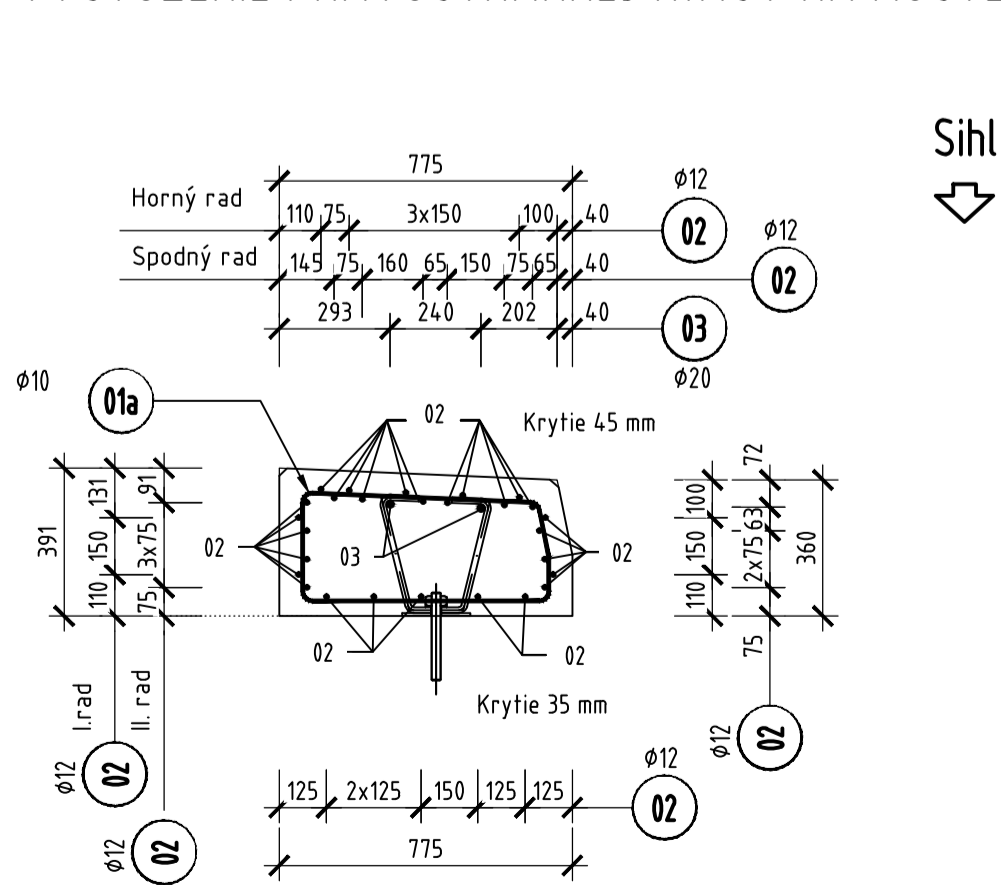 Sihl
775
Horný rad
110 75 3x150 100 40
Ø12
02
Spodný rad
145 75 160 65 150 75 65 40
Ø12
02
293 240 202 40
03
Ø20
Ø10
01a
02
Krytie 45 mm
391
131
150
110
91
3x75
75
02
03
02
72
100
150
110
63
2x75
75
360
02
02
Krytie 35 mm
I.rad
II. rad
Ø12
02
Ø12
02
Ø12
02
125 2x125 150 125 125
Ø12
02
775